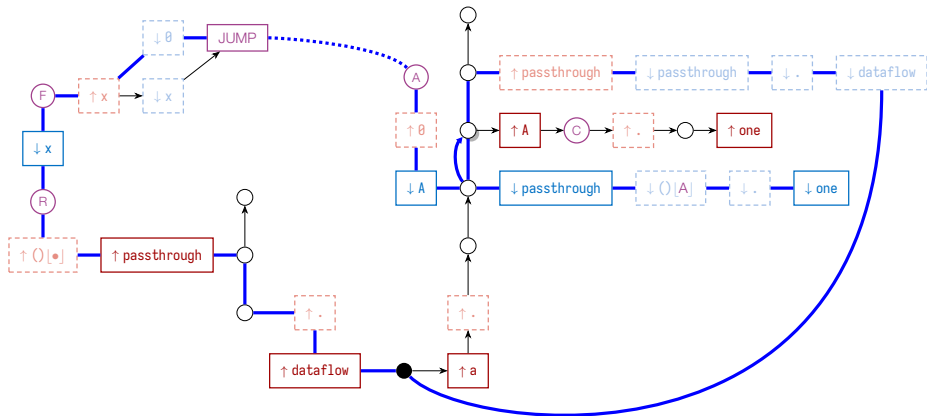 ↓0
JUMP
↑passthrough
↓passthrough
↓.
↓dataflow
A
F
↑x
↓x
↑0
↑A
C
↑.
↑one
↓x
↓A
↓passthrough
↓()⌊A⌋
↓.
↓one
R
↑()⌊•⌋
↑passthrough
↑.
↑.
↑dataflow
↑a